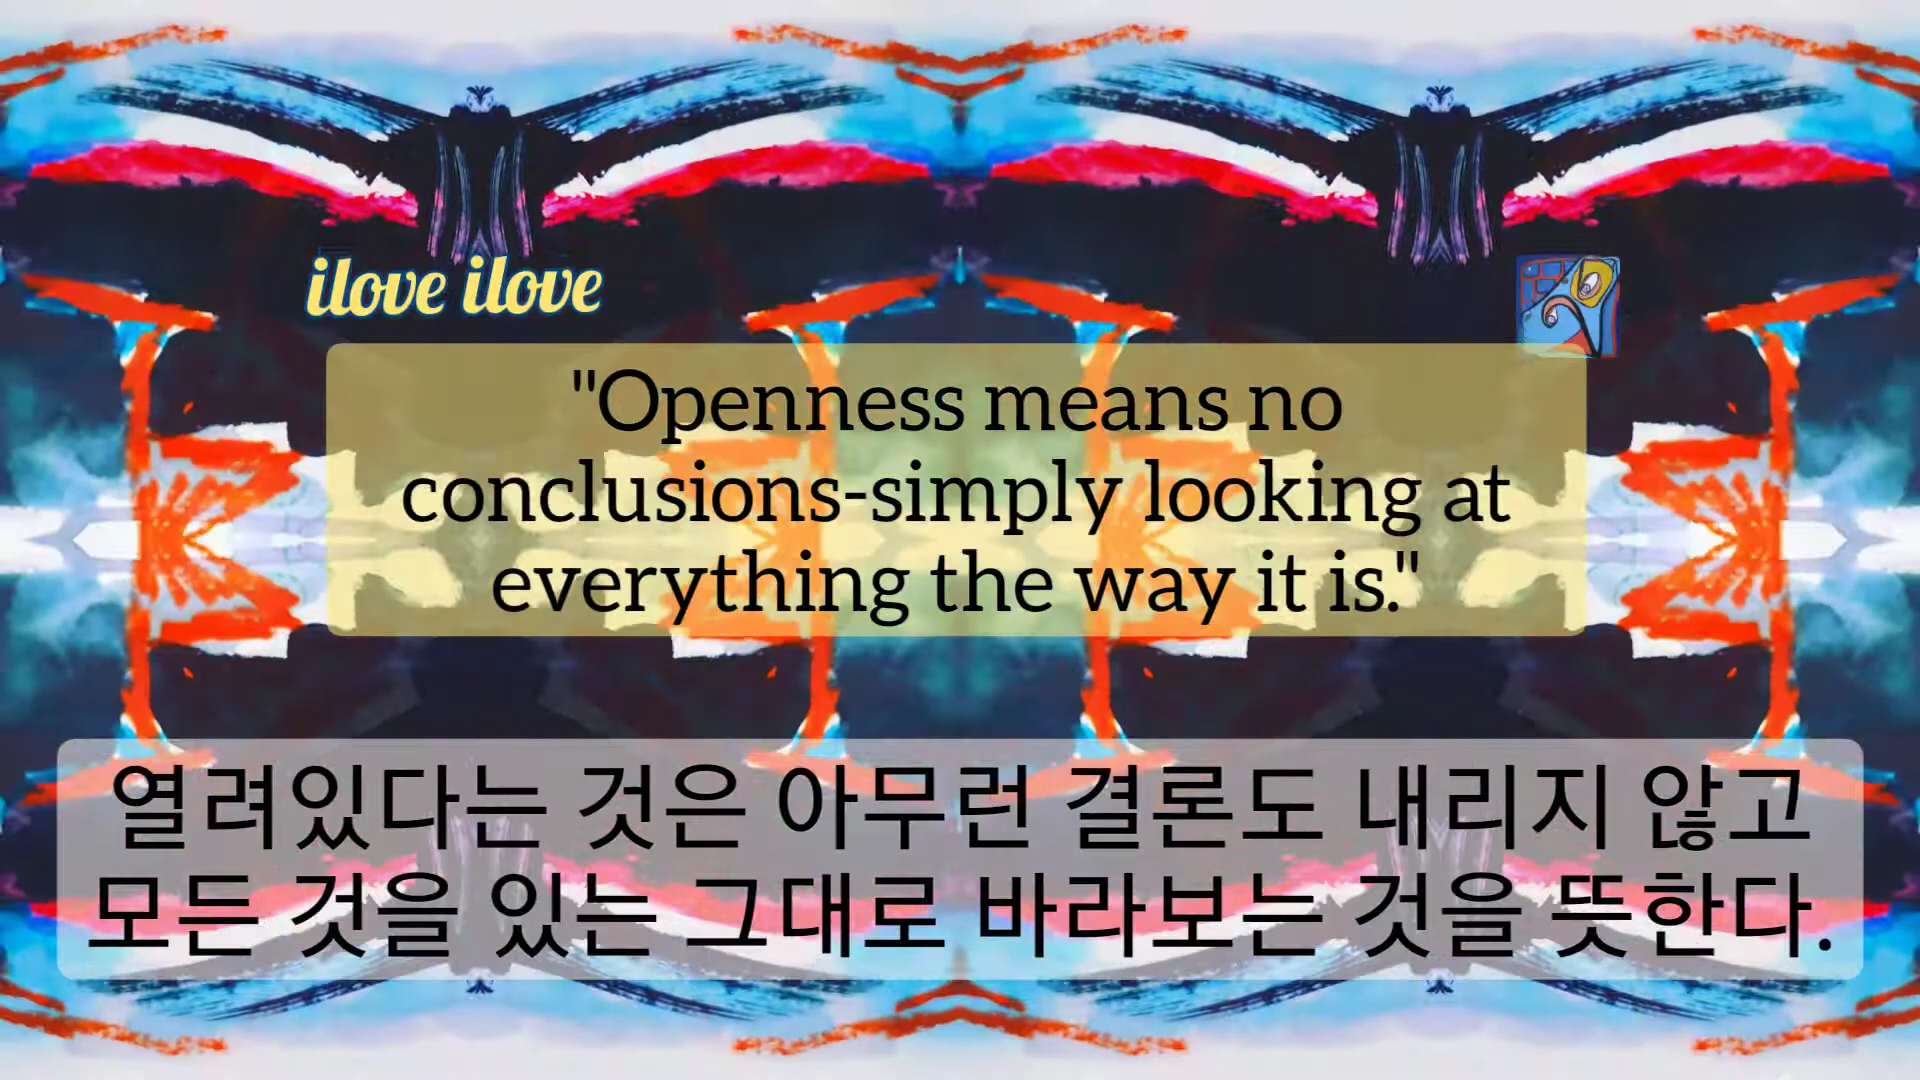 ilove ilove
"Openness means no
conclusions-simply looking at
everything the way it is."
열려있다는 것은 아무런 결론도 내리지 않고
모든 것을 있는 그대로 바라보는 것을 뜻한다.